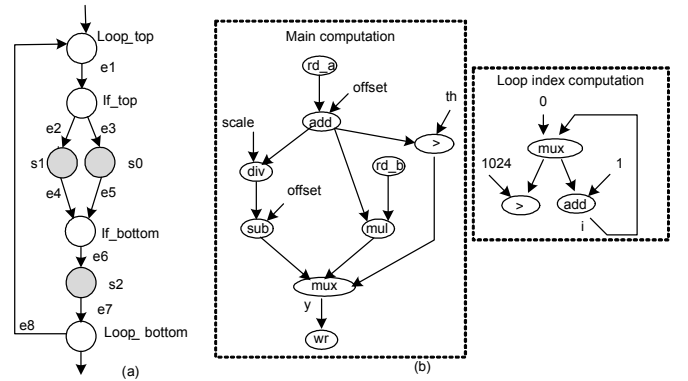 Loop_top
e1
If_top
e2
e3
s1
s0
e4
e5
If_bottom
e6
s2
e7
e8
Loop_ bottom
(a)
Main computation
rd_a
offset
th
add
scale
>
div
rd_b
offset
sub
mul
mux
y
wr
(b)
Loop index computation
0
mux
1024
1
>
add
i